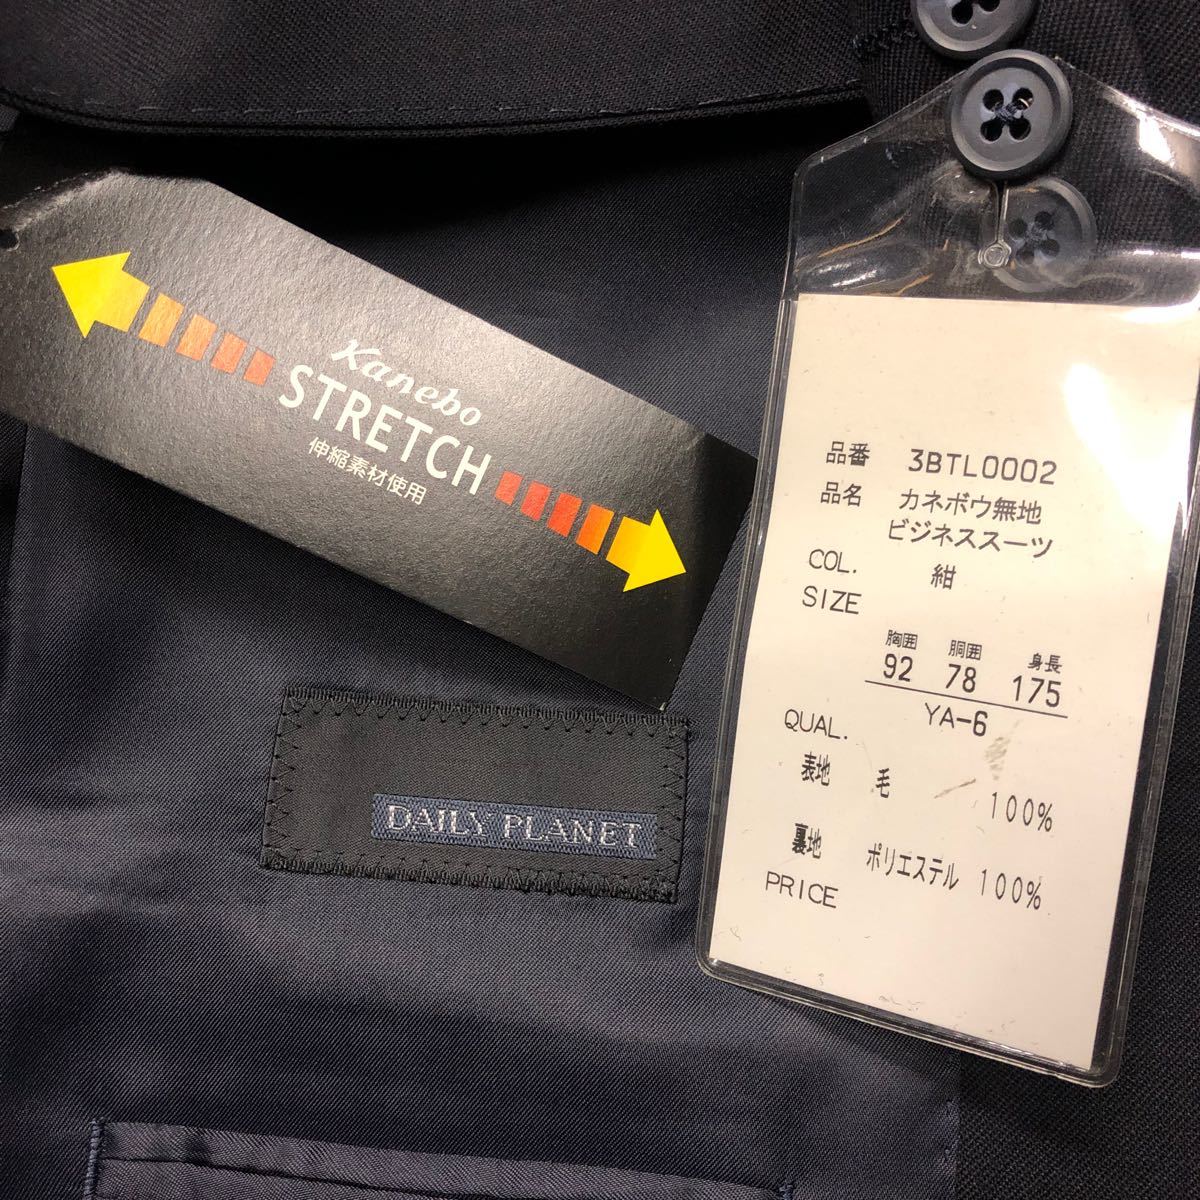 Kanebo
STRETCH
伸縮素材使用
DAILY PLANET
品番 3BTL0002
品名 カネボウ無地
ビジネススーツ
COL. 紺
SIZE
胸囲 胴囲 身長
92 78 175
YA-6
QUAL.
表地 毛 100%
裏地 ポリエステル 100%
PRICE